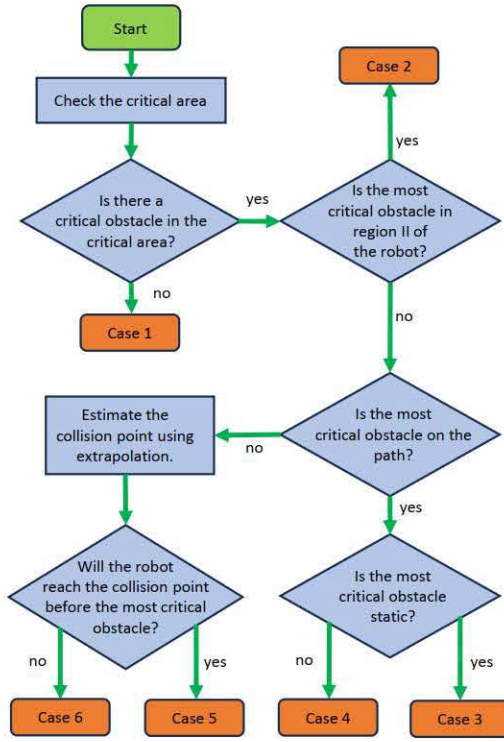 Start
Check the critical area
Is there a
critical obstacle in the
critical area?
yes
no
Case 1
Case 2
yes
Is the most
critical obstacle in
region II of
the robot?
no
Is the most
critical obstacle on the
path?
no
yes
Estimate the
collision point using
extrapolation.
Will the robot
reach the collision point
before the most critical
obstacle?
no
yes
Case 6
Case 5
Is the most
critical obstacle
static?
no
yes
Case 4
Case 3